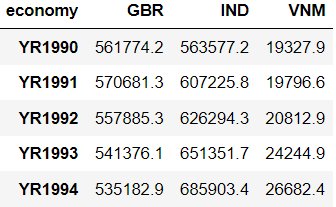 economy GBR IND VNM
YR1990 561774.2 563577.2 19327.9
YR1991 570681.3 607225.8 19796.6
YR1992 557885.3 626294.3 20812.9
YR1993 541376.1 651351.7 24244.9
YR1994 535182.9 685903.4 26682.4